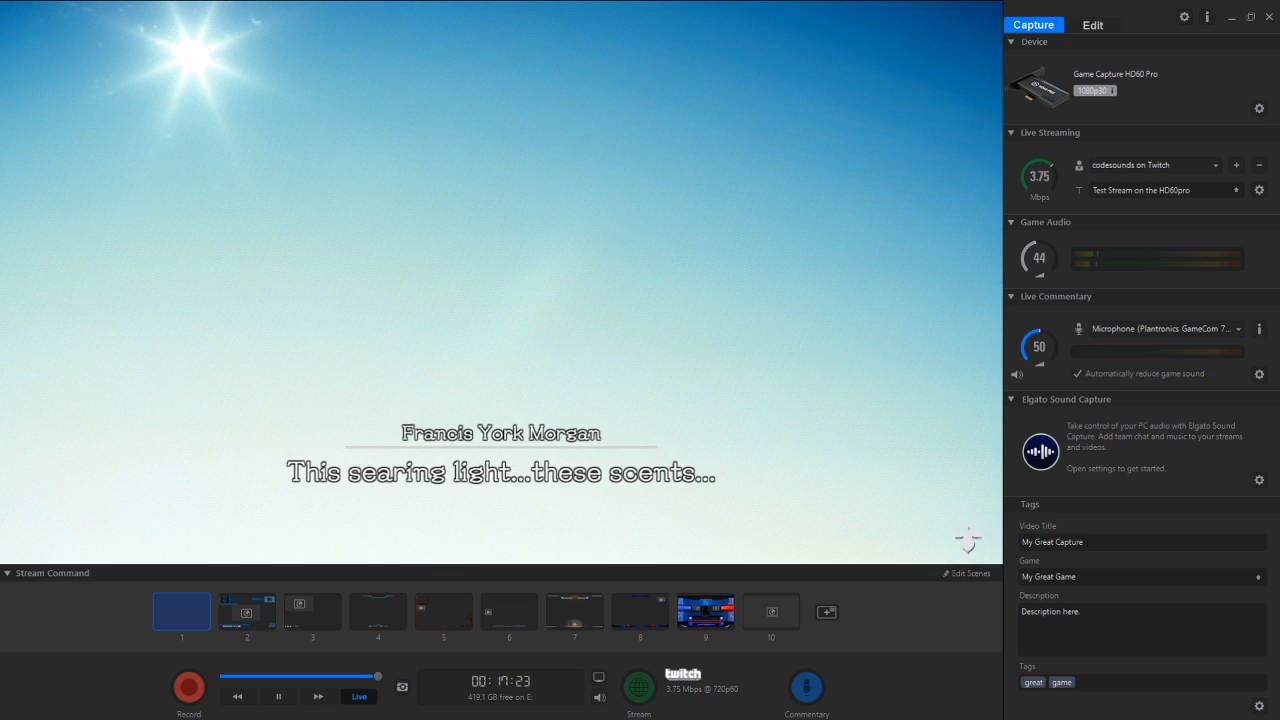 Capture
Edit
Device
Game Capture HD60 Pro
1080p30
Live Streaming
3.75
Mbps
codesounds on Twitch
Test Stream on the HD60pro
Game Audio
44
Live Commentary
50
Microphone (Plantronics GameCom 7...
Automatically reduce game sound
Elgato Sound Capture
Take control of your PC audio with Elgato Sound
Capture. Add team chat and music to your streams
and videos.
Open settings to get started.
Tags
Video Title
My Great Capture
Game
My Great Game
Description
Description here.
Tags
great game
Francis York Morgan
This searing light...these scents...
Stream Command
Edit Scenes
1 2 3 4 5 6 7 8 9 10
Record
Live
00:17:23
419.1 GB free on E:
Stream
twitch
3.75 Mbps @ 720p60
Commentary